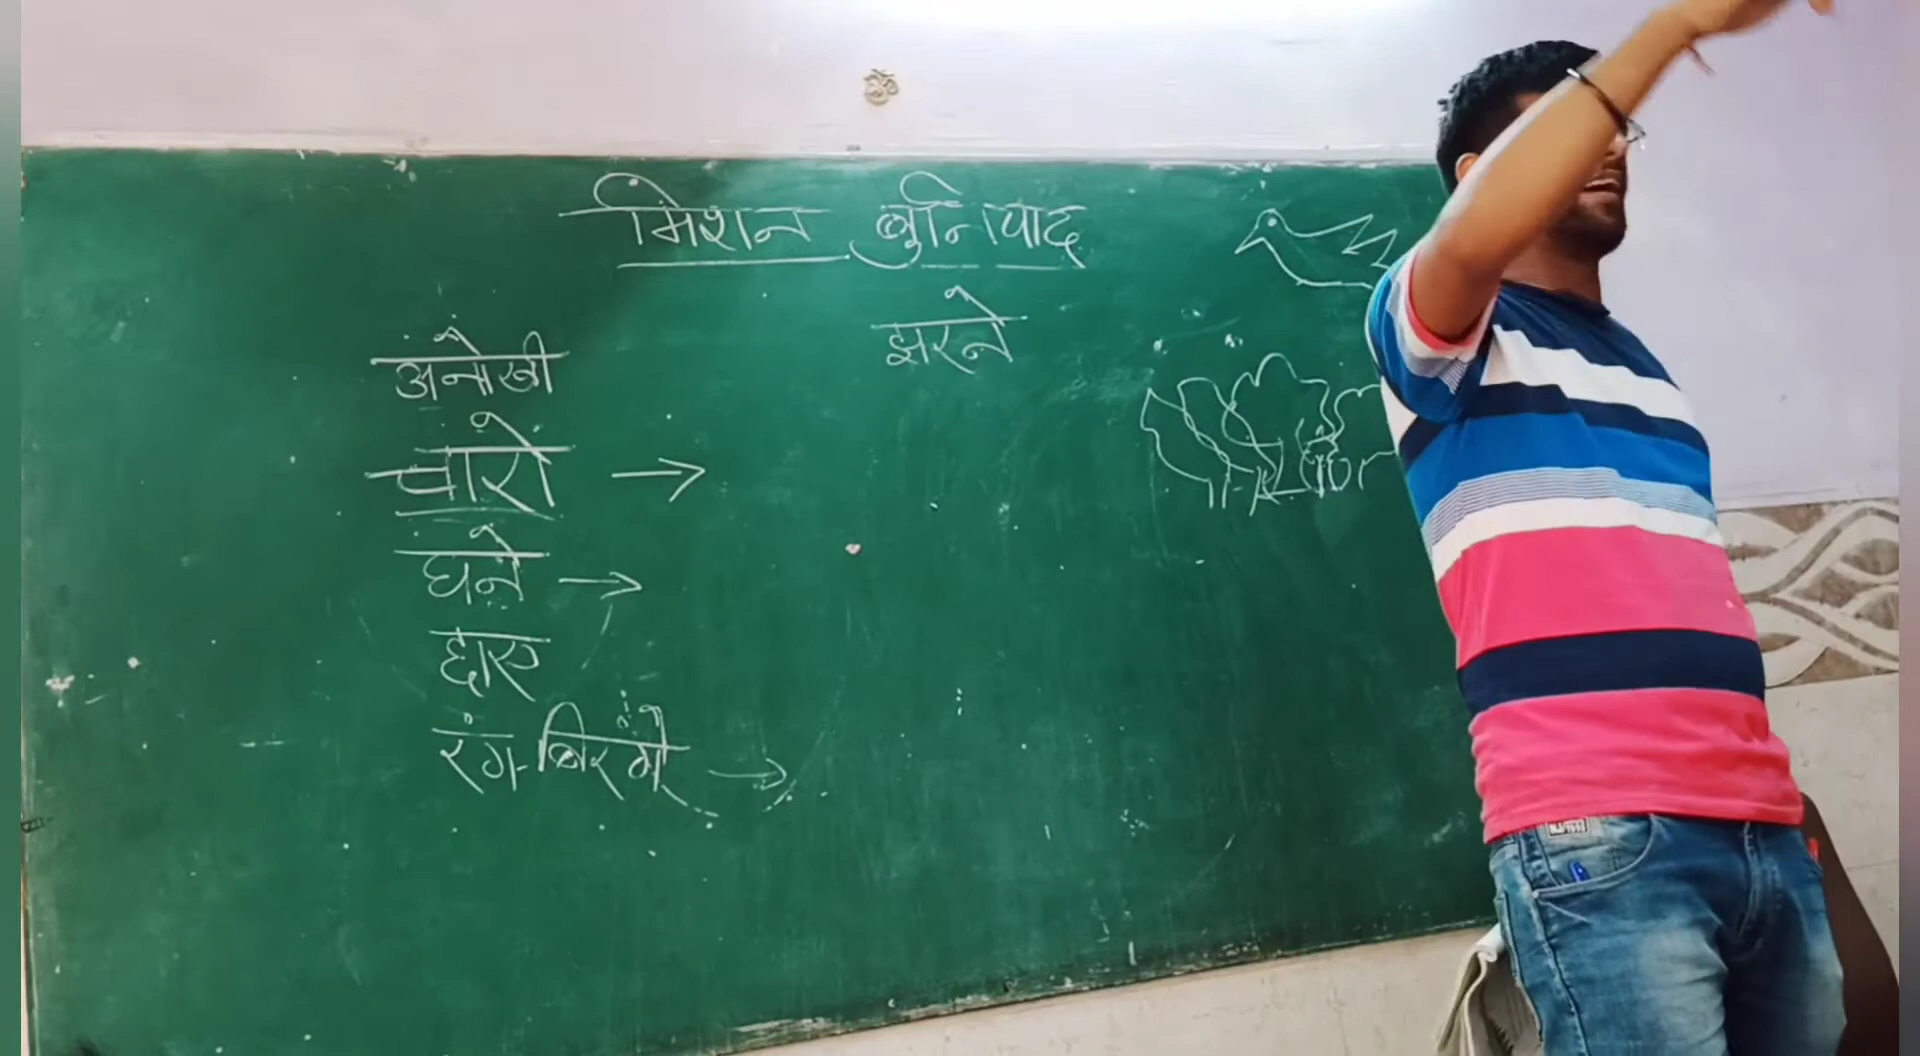 मिशन बुनियाद
झरने
अनोखी
चारो →
घने →
द्दास
रंग-बिरंगे →